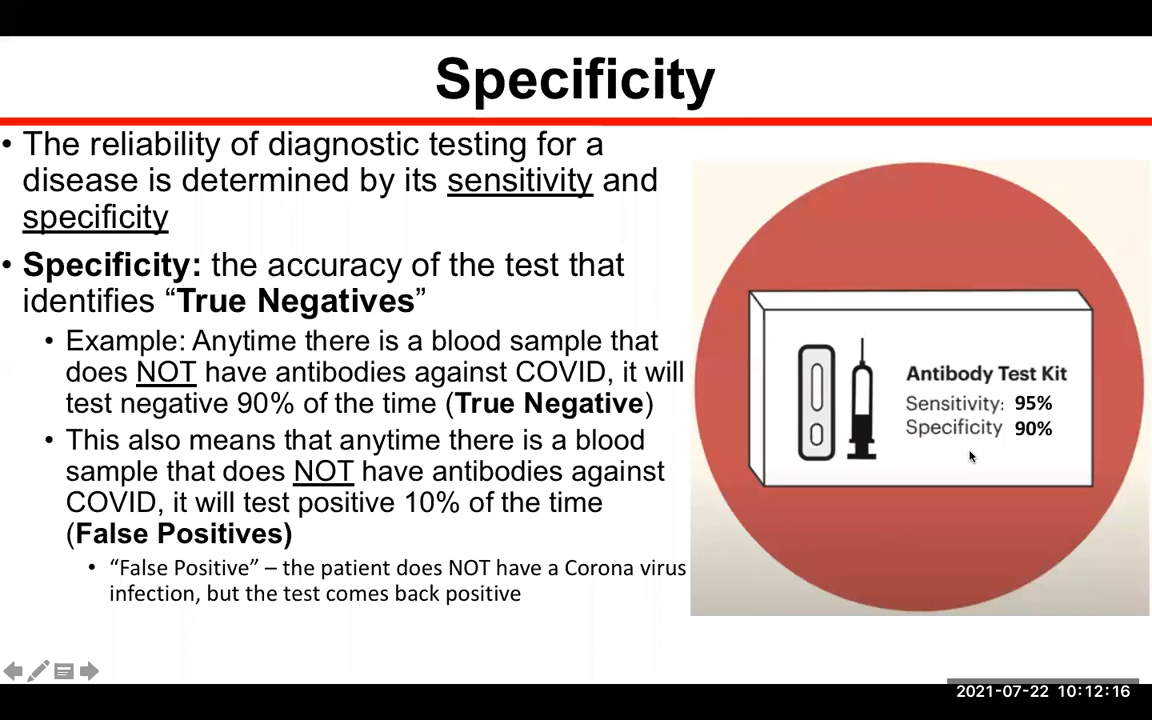 Specificity
• The reliability of diagnostic testing for a
disease is determined by its sensitivity and
specificity
• Specificity: the accuracy of the test that
identifies “True Negatives”
• Example: Anytime there is a blood sample that
does NOT have antibodies against COVID, it will
test negative 90% of the time (True Negative)
• This also means that anytime there is a blood
sample that does NOT have antibodies against
COVID, it will test positive 10% of the time
(False Positives)
• “False Positive” – the patient does NOT have a Corona virus
infection, but the test comes back positive
Antibody Test Kit
Sensitivity: 95%
Specificity 90%
2021-07-22 10:12:16